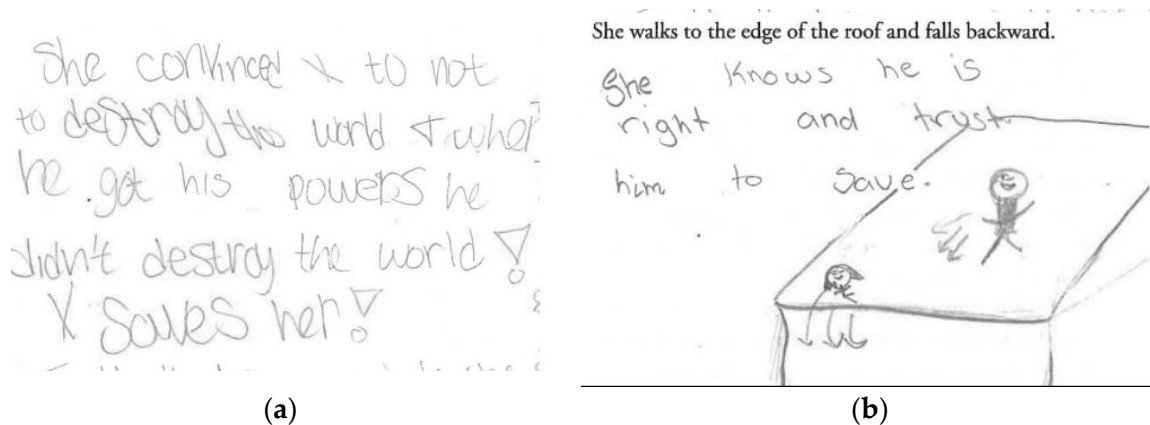 She convinced X to not
to destroy the world + when
he got his powers he
didn't destroy the world!
X saves her!
(a)
She walks to the edge of the roof and falls backward.
She knows he is
right and trust
him to save.
(b)